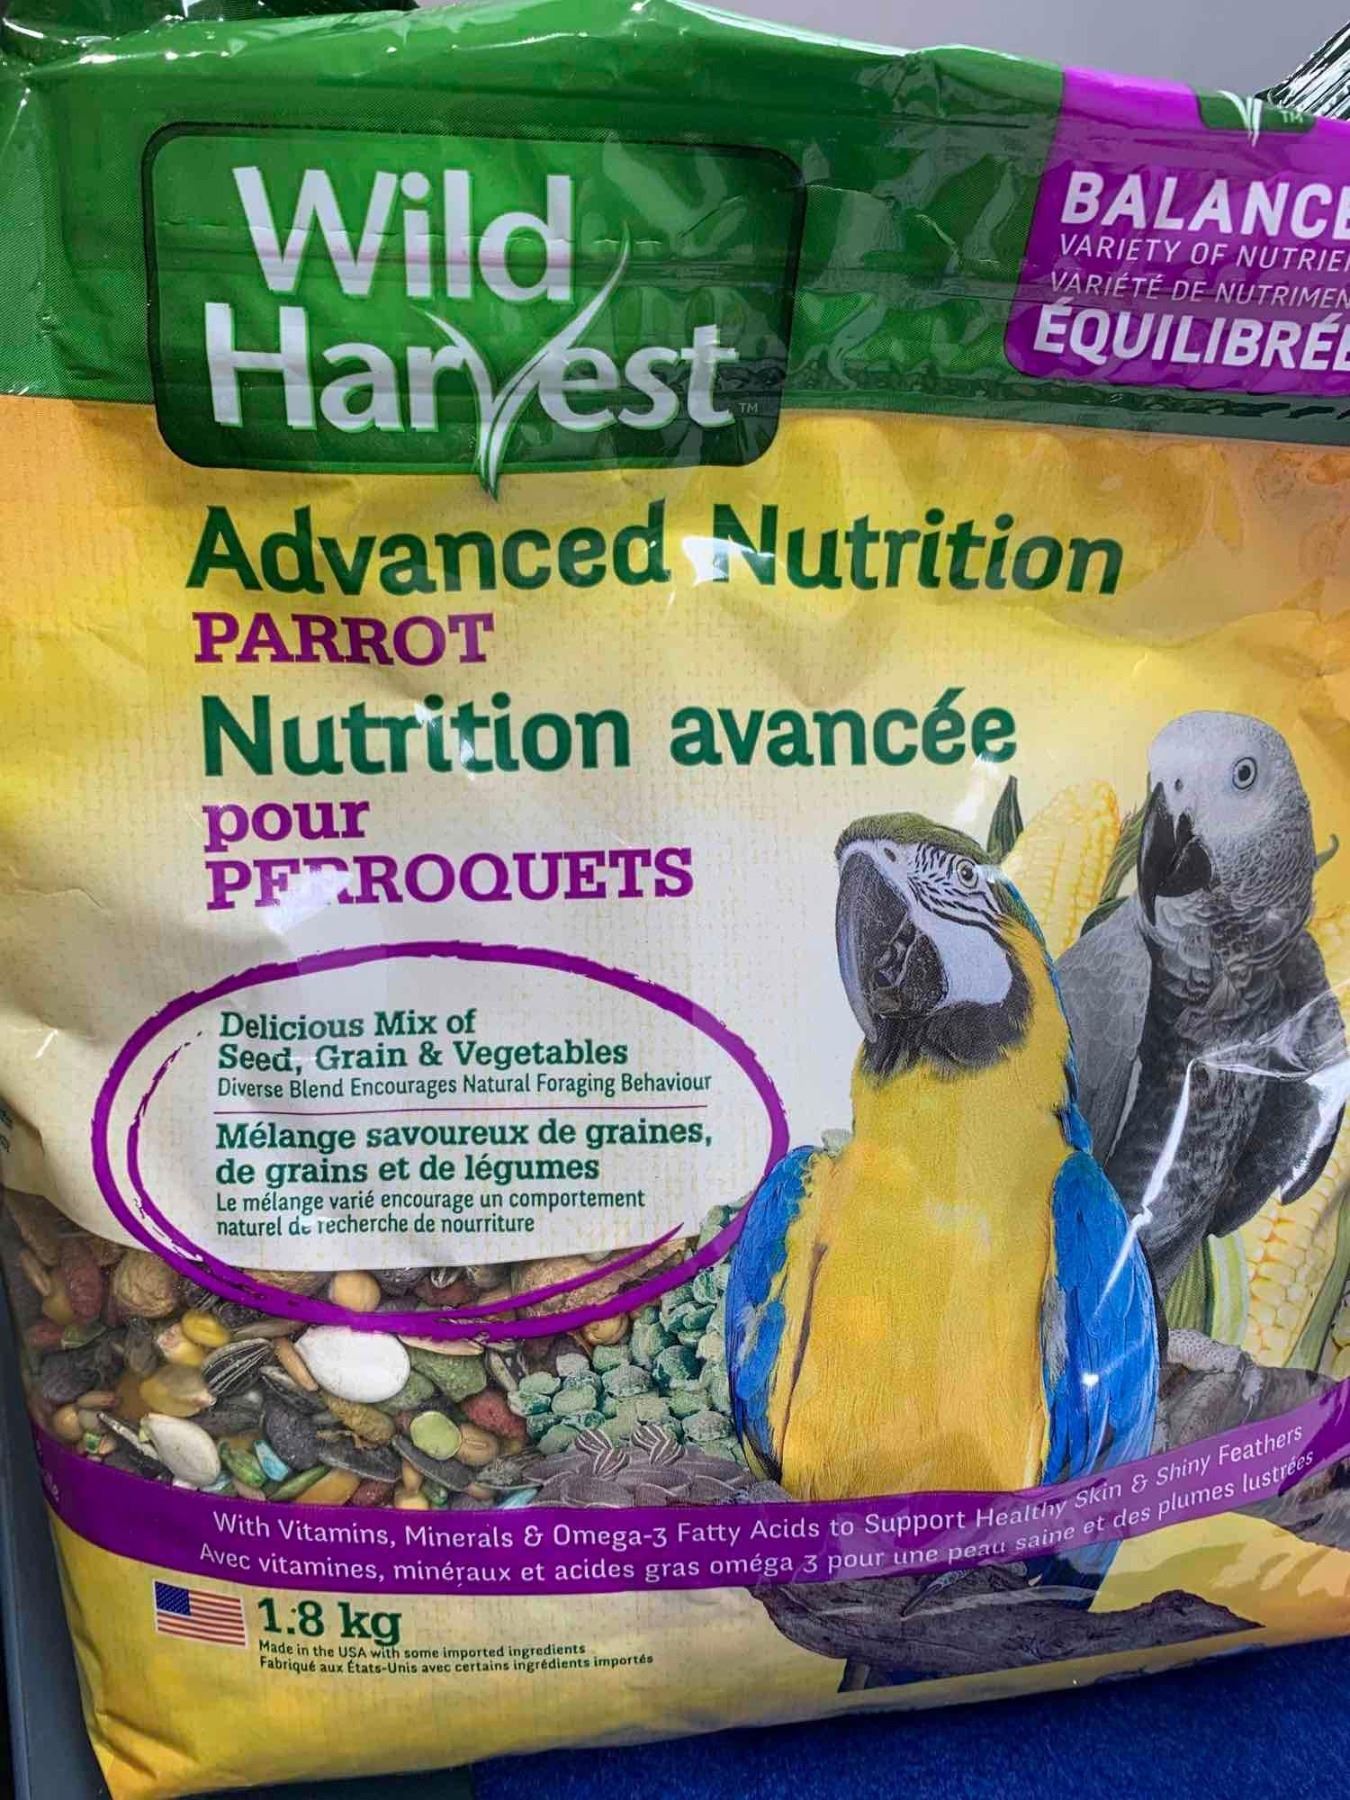 Wild
Harvest™
TM
BALANCE
VARIETY OF
VARIÉTÉ DE
Advanced Nutrition
PARROT
Nutrition avancée
pour
PERROQUETS
Delicious Mix of
Seed, Grain & Vegetables
Diverse Blend Encourages Natural Foraging Behaviour
Mélange savoureux de graines,
de grains et de légumes
Le mélange varié encourage un comportement
naturel de recherche de nourriture
With Vitamins, Minerals & Omega-3 Fatty Acids to Support Healthy Skin & Shiny Feathers
Avec vitamines, minéraux et acides gras oméga 3 pour une peau saine et des plumes lustrées
1.8 kg
Made in the USA with some imported ingredients
Fabriqué aux États-Unis avec certains ingrédients importés